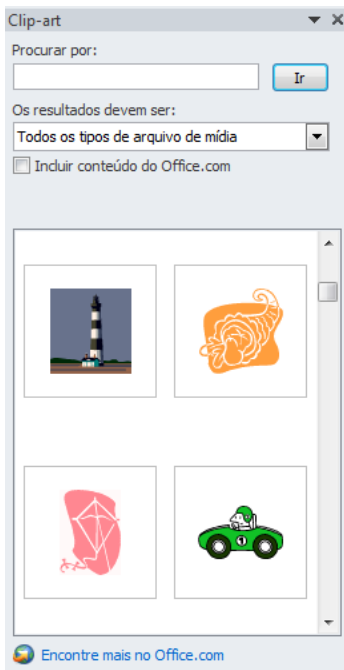 Clip-art
Procurar por:
Ir
Os resultados devem ser:
Todos os tipos de arquivo de mídia
Incluir conteúdo do Office.com
1
Encontre mais no Office.com